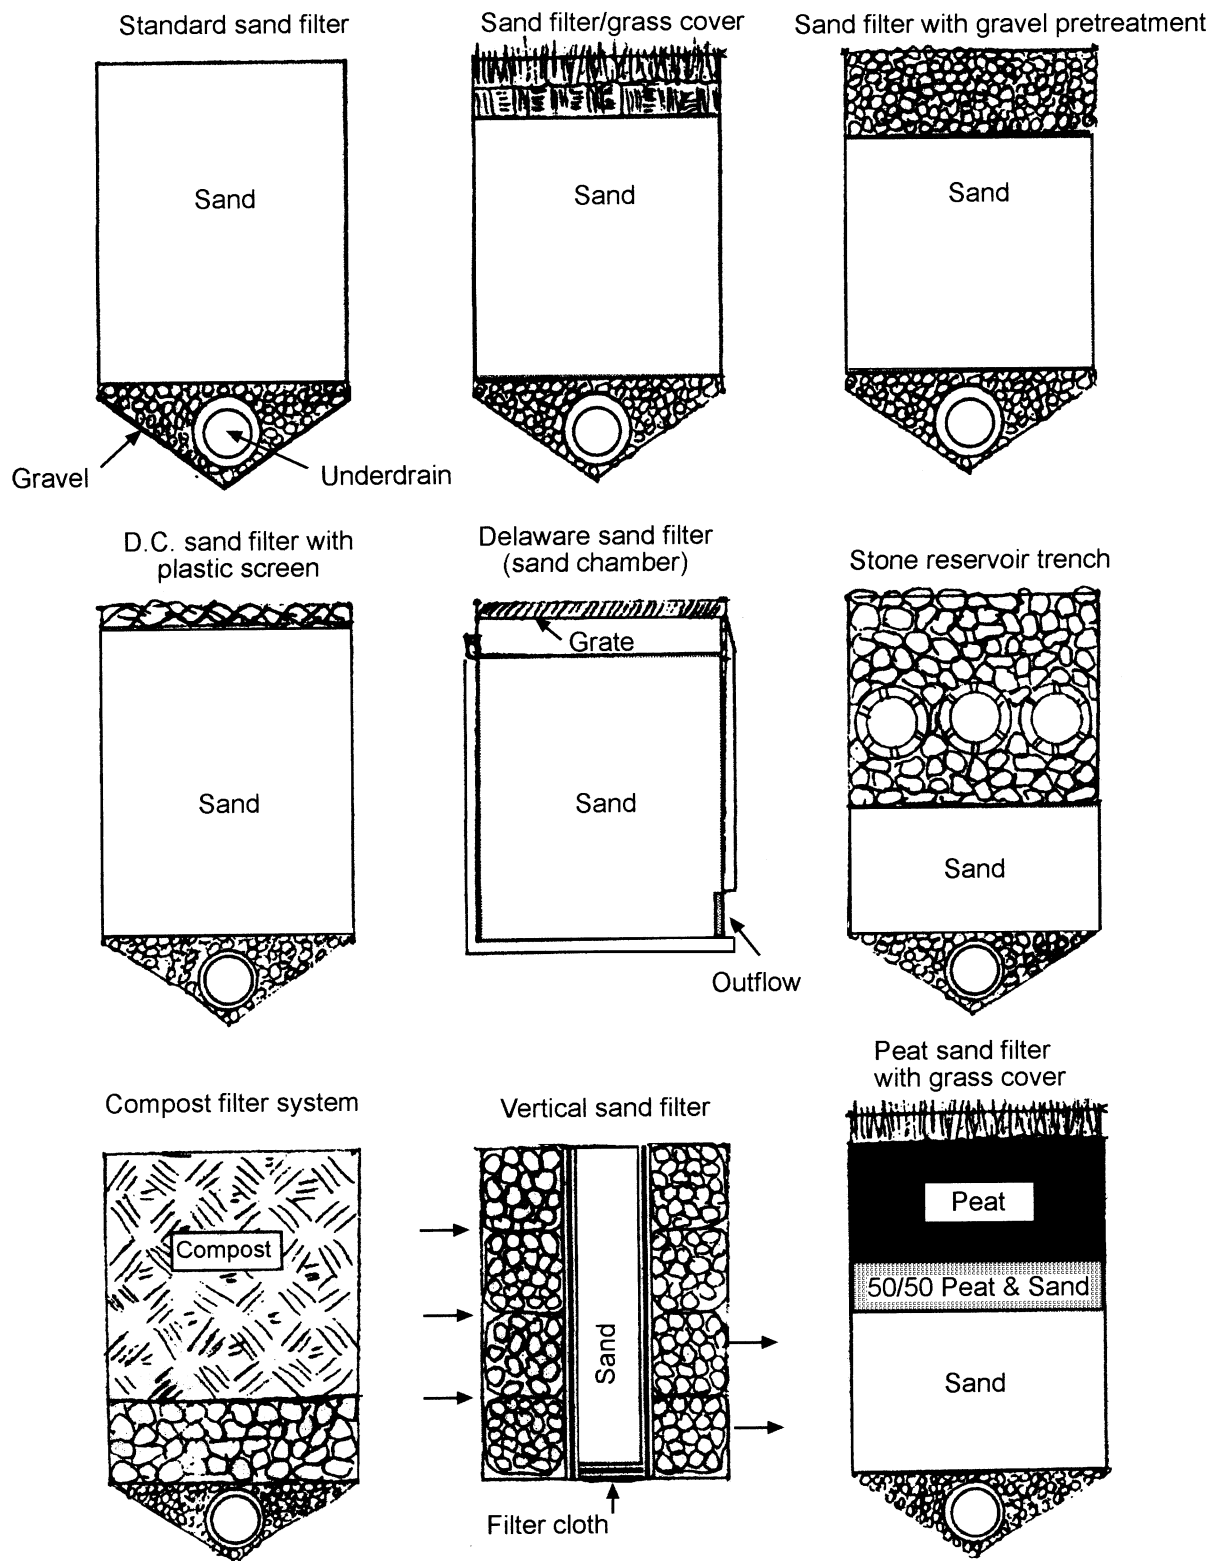 Standard sand filter
Sand filter/grass cover
Sand filter with gravel pretreatment
Sand
Sand
Sand
Gravel
Underdrain
D.C. sand filter with
plastic screen
Delaware sand filter
(sand chamber)
Stone reservoir trench
Grate
Sand
Sand
Sand
Outflow
Compost filter system
Vertical sand filter
Peat sand filter
with grass cover
Compost
Sand
Filter cloth
Peat
50/50 Peat & Sand
Sand